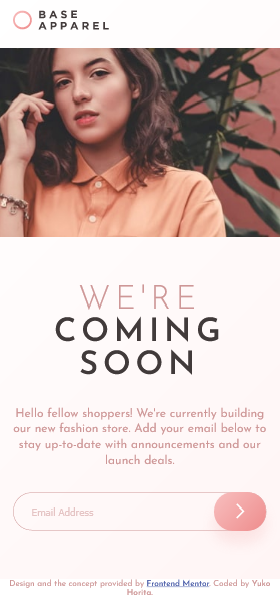 BASE
APPAREL
WE'RE
COMING
SOON
Hello fellow shoppers! We're currently building
our new fashion store. Add your email below to
stay up-to-date with announcements and our
launch deals.
Email Address
Design and the concept provided by Frontend Mentor. Coded by Yuko
Horita.